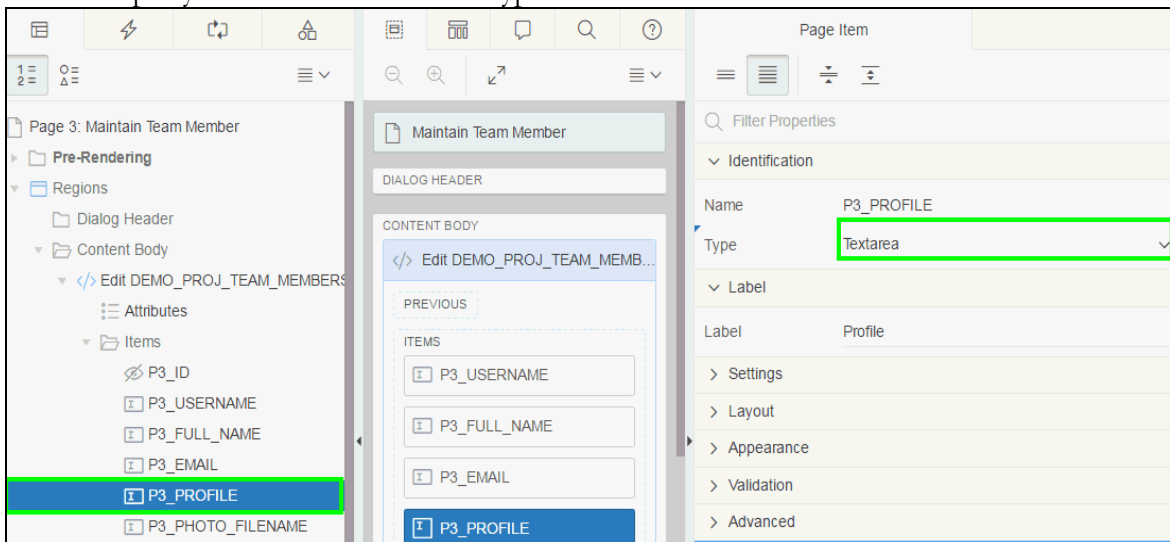 Page Item
Page 3: Maintain Team Member
Pre-Rendering
Regions
Dialog Header
Content Body
Edit DEMO_PROJ_TEAM_MEMBERS
Attributes
Items
P3_ID
P3_USERNAME
P3_FULL_NAME
P3_EMAIL
P3_PROFILE
P3_PHOTO_FILENAME
Maintain Team Member
DIALOG HEADER
CONTENT BODY
Edit DEMO_PROJ_TEAM_MEMB...
PREVIOUS
ITEMS
P3_USERNAME
P3_FULL_NAME
P3_EMAIL
P3_PROFILE
Filter Properties
Identification
Name P3_PROFILE
Type Textarea
Label
Label Profile
Settings
Layout
Appearance
Validation
Advanced